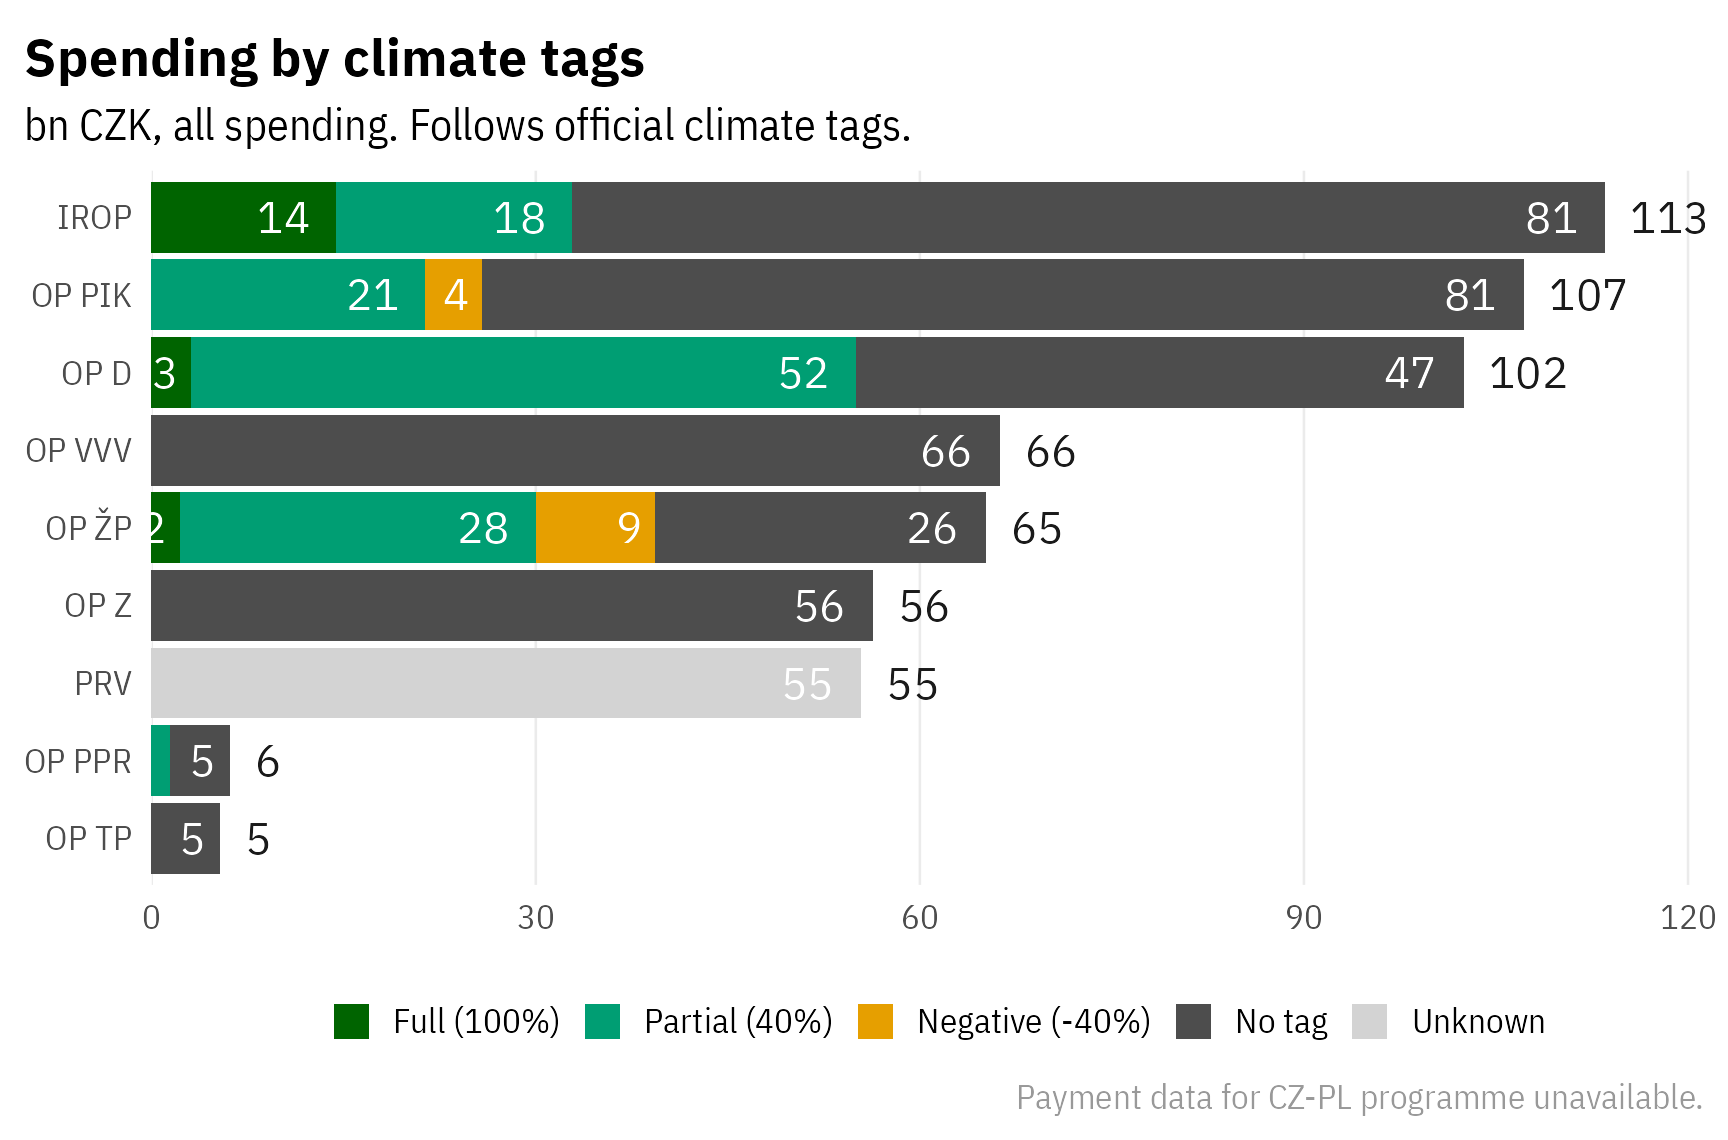 Spending by climate tags
bn CZK, all spending. Follows official climate tags.
IROP 14 18 81 113
OP PIK 21 4 81 107
OP D 3 52 47 102
OP VVV 66 66
OP ŽP 2 28 9 26 65
OP Z 56 56
PRV 55 55
OP PPR 5 6
OP TP 5 5
0 30 60 90 120
Full (100%) Partial (40%) Negative (-40%) No tag Unknown
Payment data for CZ-PL programme unavailable.